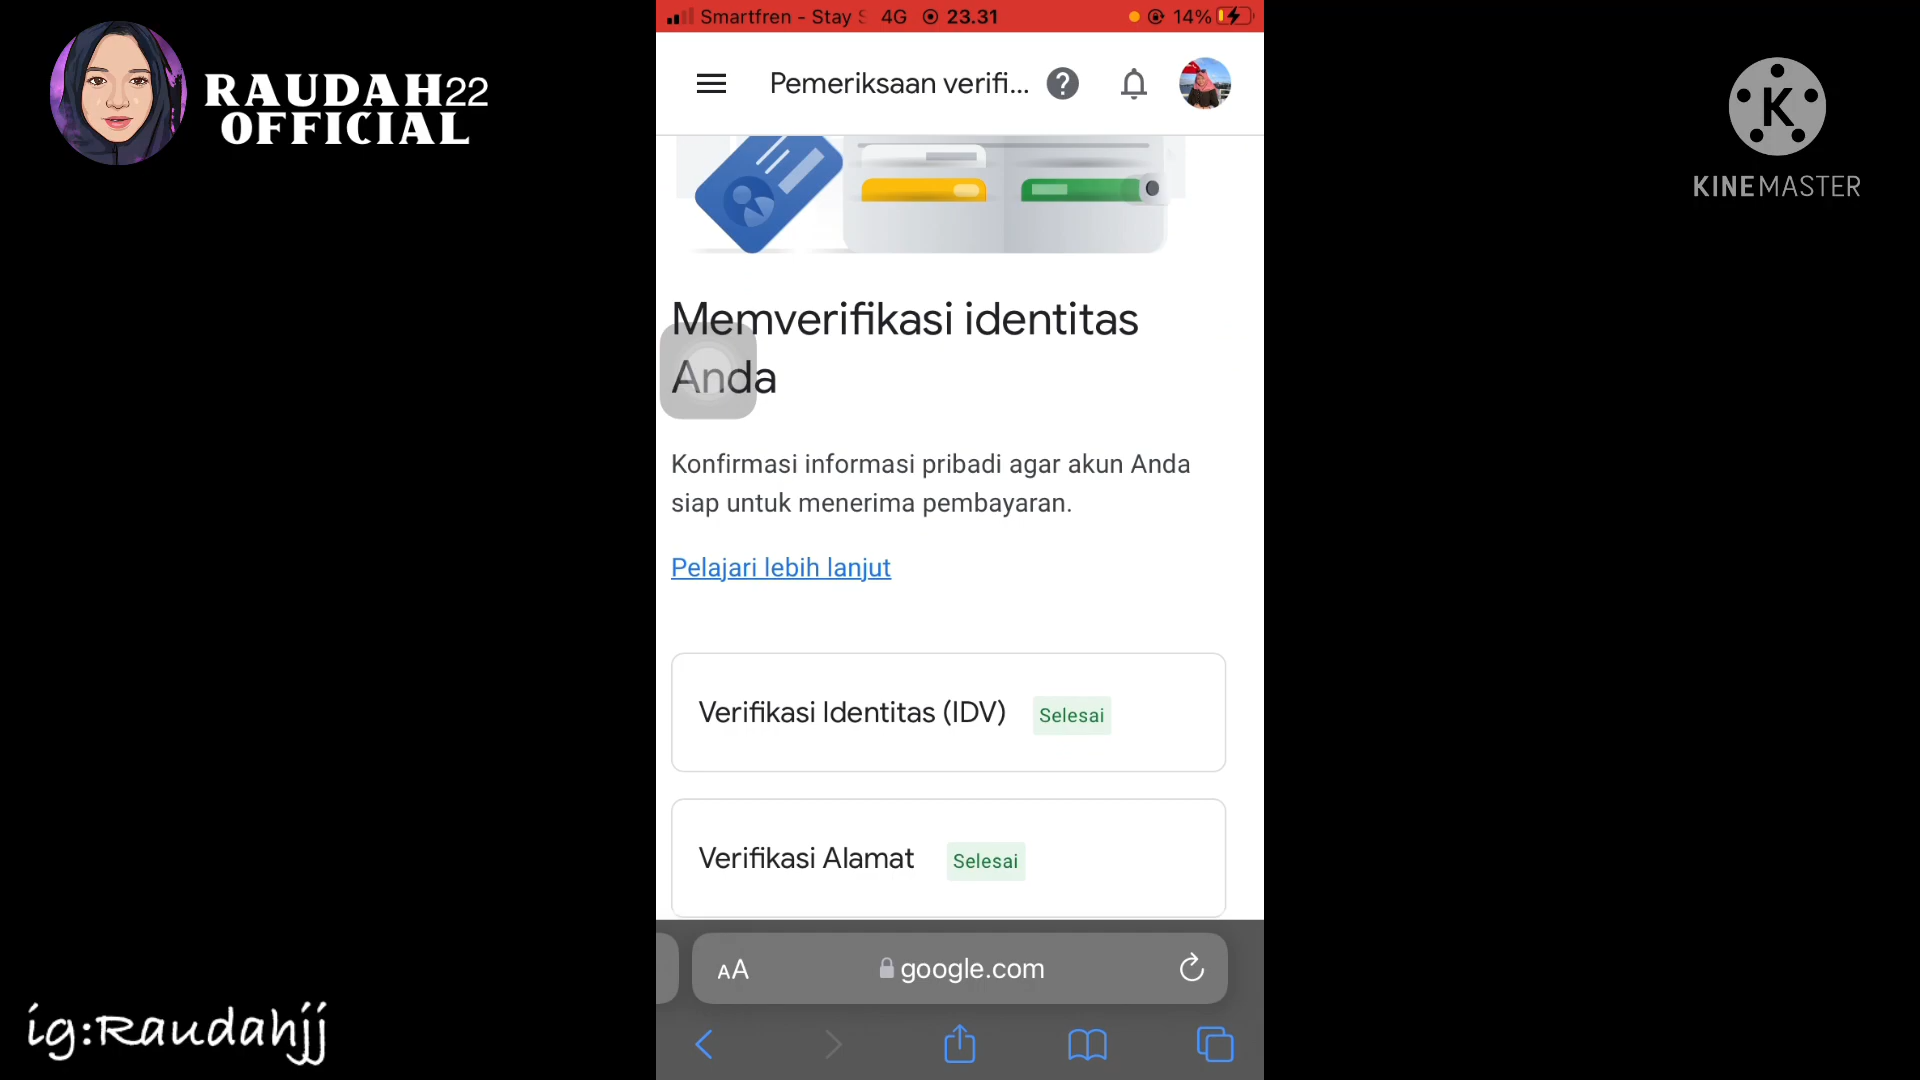 RAUDAH22
OFFICIAL
Smartfren - Stay S 4G 23.31 14%
Pemeriksaan verifi... ?
K
KINEMASTER
Memverifikasi identitas
Anda
Konfirmasi informasi pribadi agar akun Anda
siap untuk menerima pembayaran.
Pelajari lebih lanjut
Verifikasi Identitas (IDV) Selesai
Verifikasi Alamat Selesai
AA google.com
ig:Raudahjj